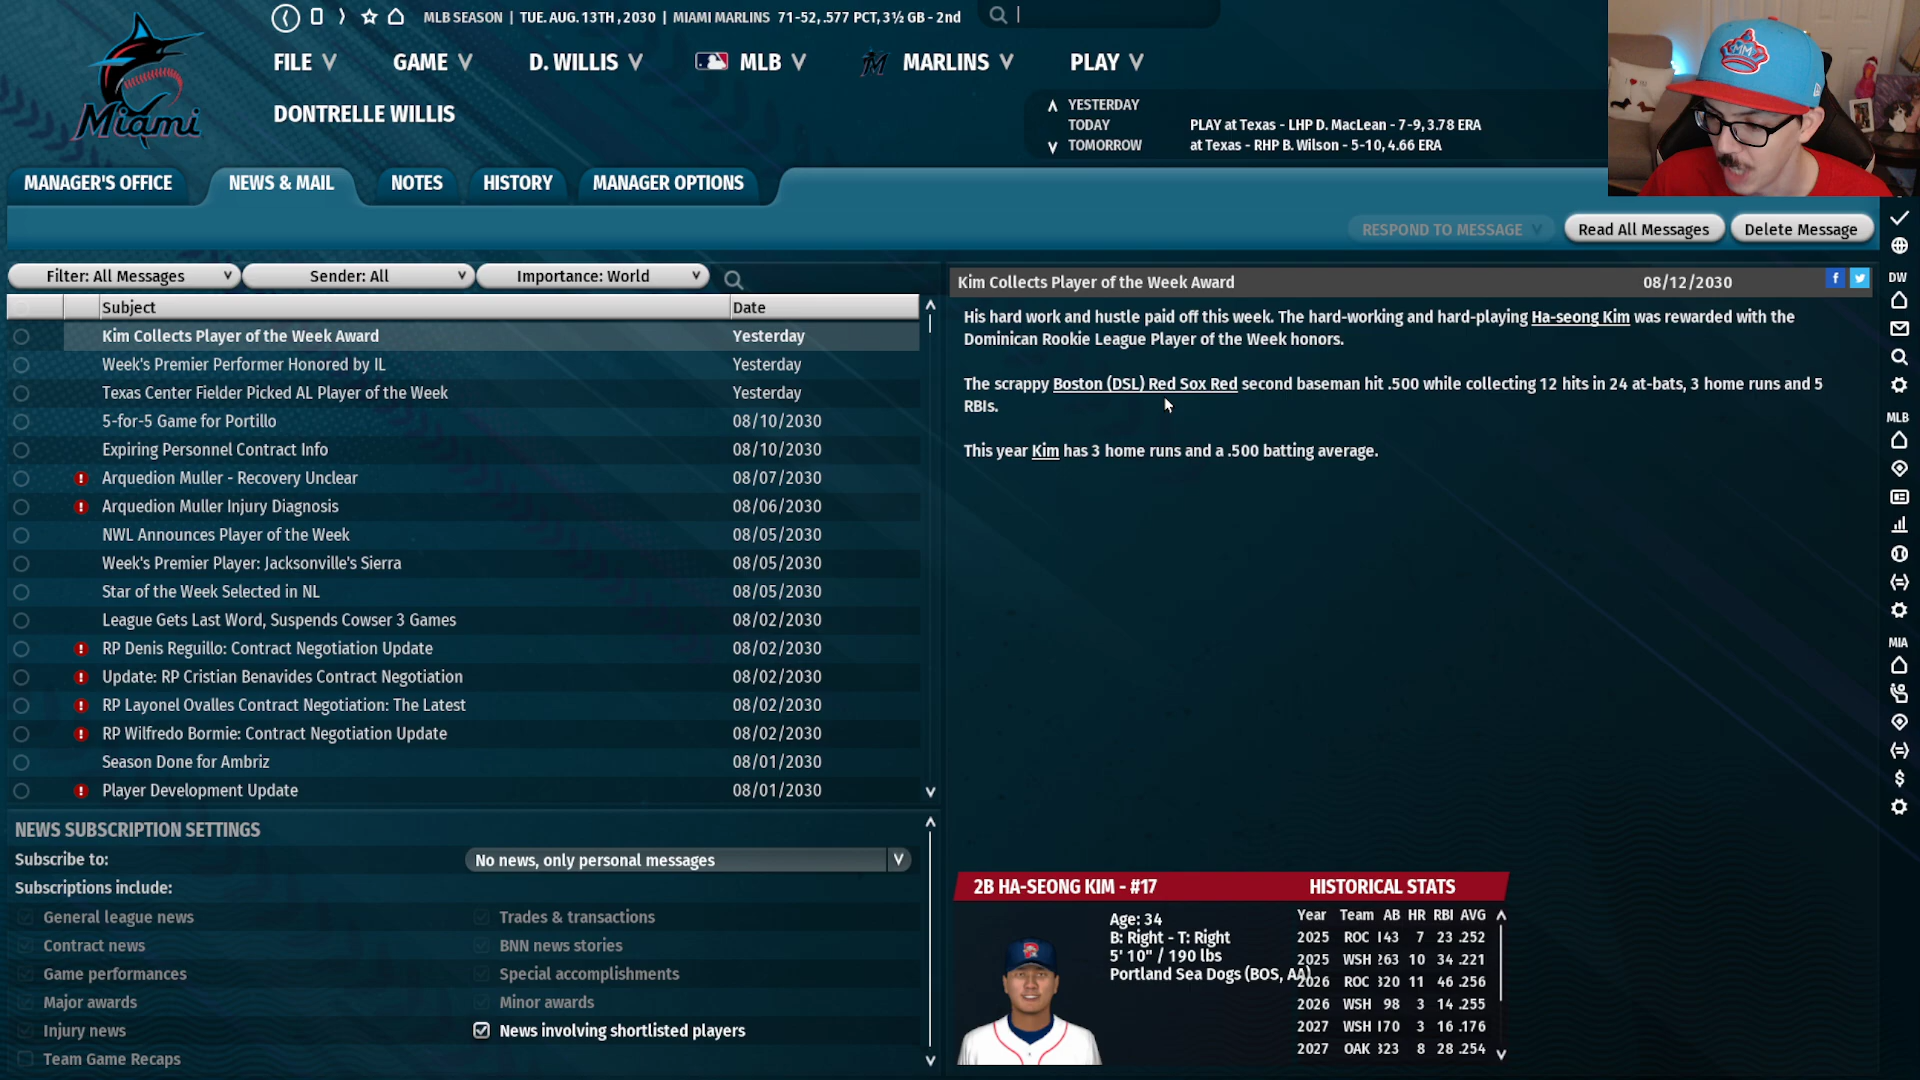 MLB SEASON | TUE. AUG. 13TH , 2030 | MIAMI MARLINS 71-52, .577 PCT, 3½ GB - 2nd
FILE GAME D. WILLIS MLB MARLINS PLAY
Miami
DONTRELLE WILLIS
YESTERDAY
TODAY PLAY at Texas - LHP D. MacLean - 7-9, 3.78 ERA
TOMORROW at Texas - RHP B. Wilson - 5-10, 4.66 ERA
MANAGER'S OFFICE NEWS & MAIL NOTES HISTORY MANAGER OPTIONS
RESPOND TO MESSAGE Read All Messages Delete Message
Filter: All Messages Sender: All Importance: World
Subject Date
Kim Collects Player of the Week Award Yesterday
Week's Premier Performer Honored by IL Yesterday
Texas Center Fielder Picked AL Player of the Week Yesterday
5-for-5 Game for Portillo 08/10/2030
Expiring Personnel Contract Info 08/10/2030
Arquedion Muller - Recovery Unclear 08/07/2030
Arquedion Muller Injury Diagnosis 08/06/2030
NWL Announces Player of the Week 08/05/2030
Week's Premier Player: Jacksonville's Sierra 08/05/2030
Star of the Week Selected in NL 08/05/2030
League Gets Last Word, Suspends Cowser 3 Games 08/02/2030
RP Denis Reguillo: Contract Negotiation Update 08/02/2030
Update: RP Cristian Benavides Contract Negotiation 08/02/2030
RP Layonel Ovalles Contract Negotiation: The Latest 08/02/2030
RP Wilfredo Bormie: Contract Negotiation Update 08/02/2030
Season Done for Ambriz 08/01/2030
Player Development Update 08/01/2030
NEWS SUBSCRIPTION SETTINGS
Subscribe to: No news, only personal messages
Subscriptions include:
General league news Trades & transactions
Contract news BNN news stories
Game performances Special accomplishments
Major awards Minor awards
Injury news News involving shortlisted players
Team Game Recaps
Kim Collects Player of the Week Award 08/12/2030
His hard work and hustle paid off this week. The hard-working and hard-playing Ha-seong Kim was rewarded with the
Dominican Rookie League Player of the Week honors.
The scrappy Boston (DSL) Red Sox Red second baseman hit .500 while collecting 12 hits in 24 at-bats, 3 home runs and 5
RBIs.
This year Kim has 3 home runs and a .500 batting average.
2B HA-SEONG KIM - #17 HISTORICAL STATS
Age: 34
B: Right - T: Right
5' 10" / 190 lbs
Portland Sea Dogs (BOS, AA)
Year Team AB HR RBI AVG
2025 ROC 143 7 23 .252
2025 WSH 263 10 34 .221
2026 ROC 320 11 46 .256
2026 WSH 98 3 14 .255
2027 WSH 170 3 16 .176
2027 OAK 323 8 28 .254
DW
MLB
MIA